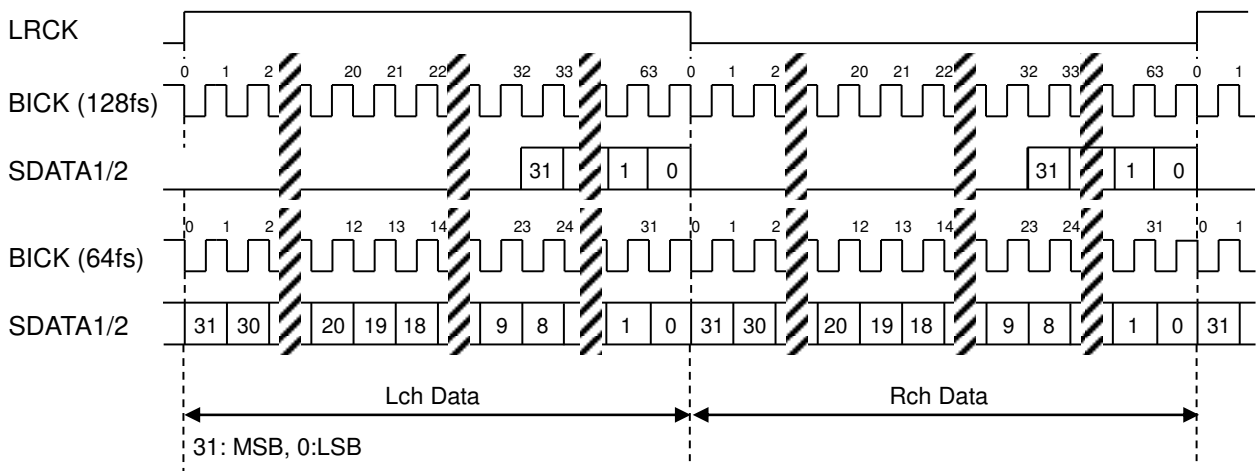 LRCK
0 1 2 20 21 22 32 33 63 0 1 2 20 21 22 32 33 63 0 1
BICK (128fs)
SDATA1/2 31 1 0 31 1 0
0 1 2 12 13 14 23 24 31 0 1 2 12 13 14 23 24 31 0 1
BICK (64fs)
SDATA1/2 31 30 20 19 18 9 8 1 0 31 30 20 19 18 9 8 1 0 31
Lch Data Rch Data
31: MSB, 0:LSB